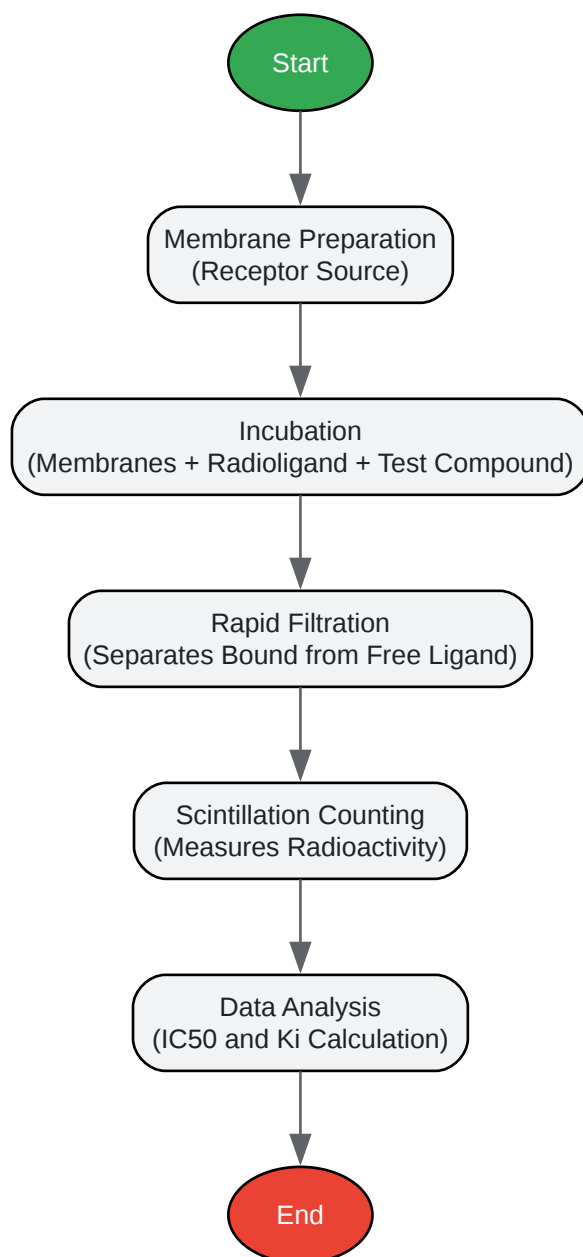 Start
Membrane Preparation
(Receptor Source)
Incubation
(Membranes + Radioligand + Test Compound)
Rapid Filtration
(Separates Bound from Free Ligand)
Scintillation Counting
(Measures Radioactivity)
Data Analysis
(IC50 and Ki Calculation)
End